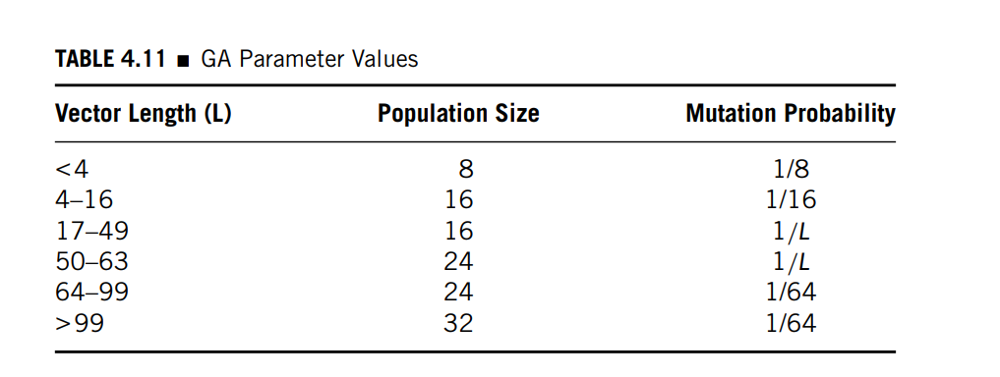 TABLE 4.11 ■ GA Parameter Values
Vector Length (L) Population Size Mutation Probability
<4 8 1/8
4–16 16 1/16
17–49 16 1/L
50–63 24 1/L
64–99 24 1/64
>99 32 1/64